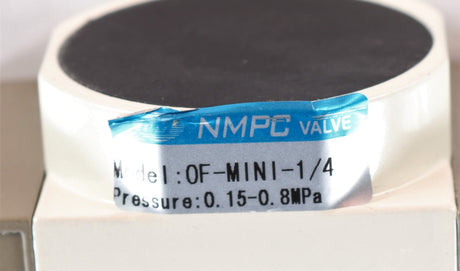 NMPC VALVE
Model:OF-MINI-1/4
Pressure:0.15-0.8MPa